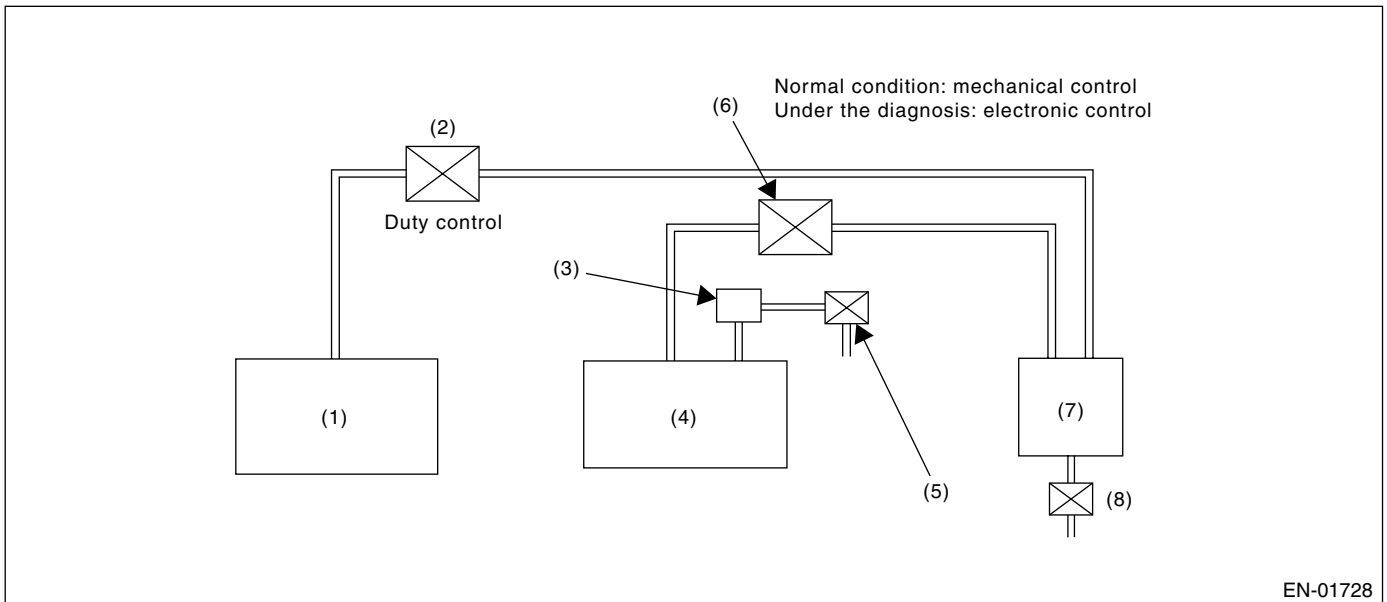 Normal condition: mechanical control
Under the diagnosis: electronic control
(6)
(2)
Duty control
(3)
(1)
(4)
(7)
(5)
(8)
EN-01728